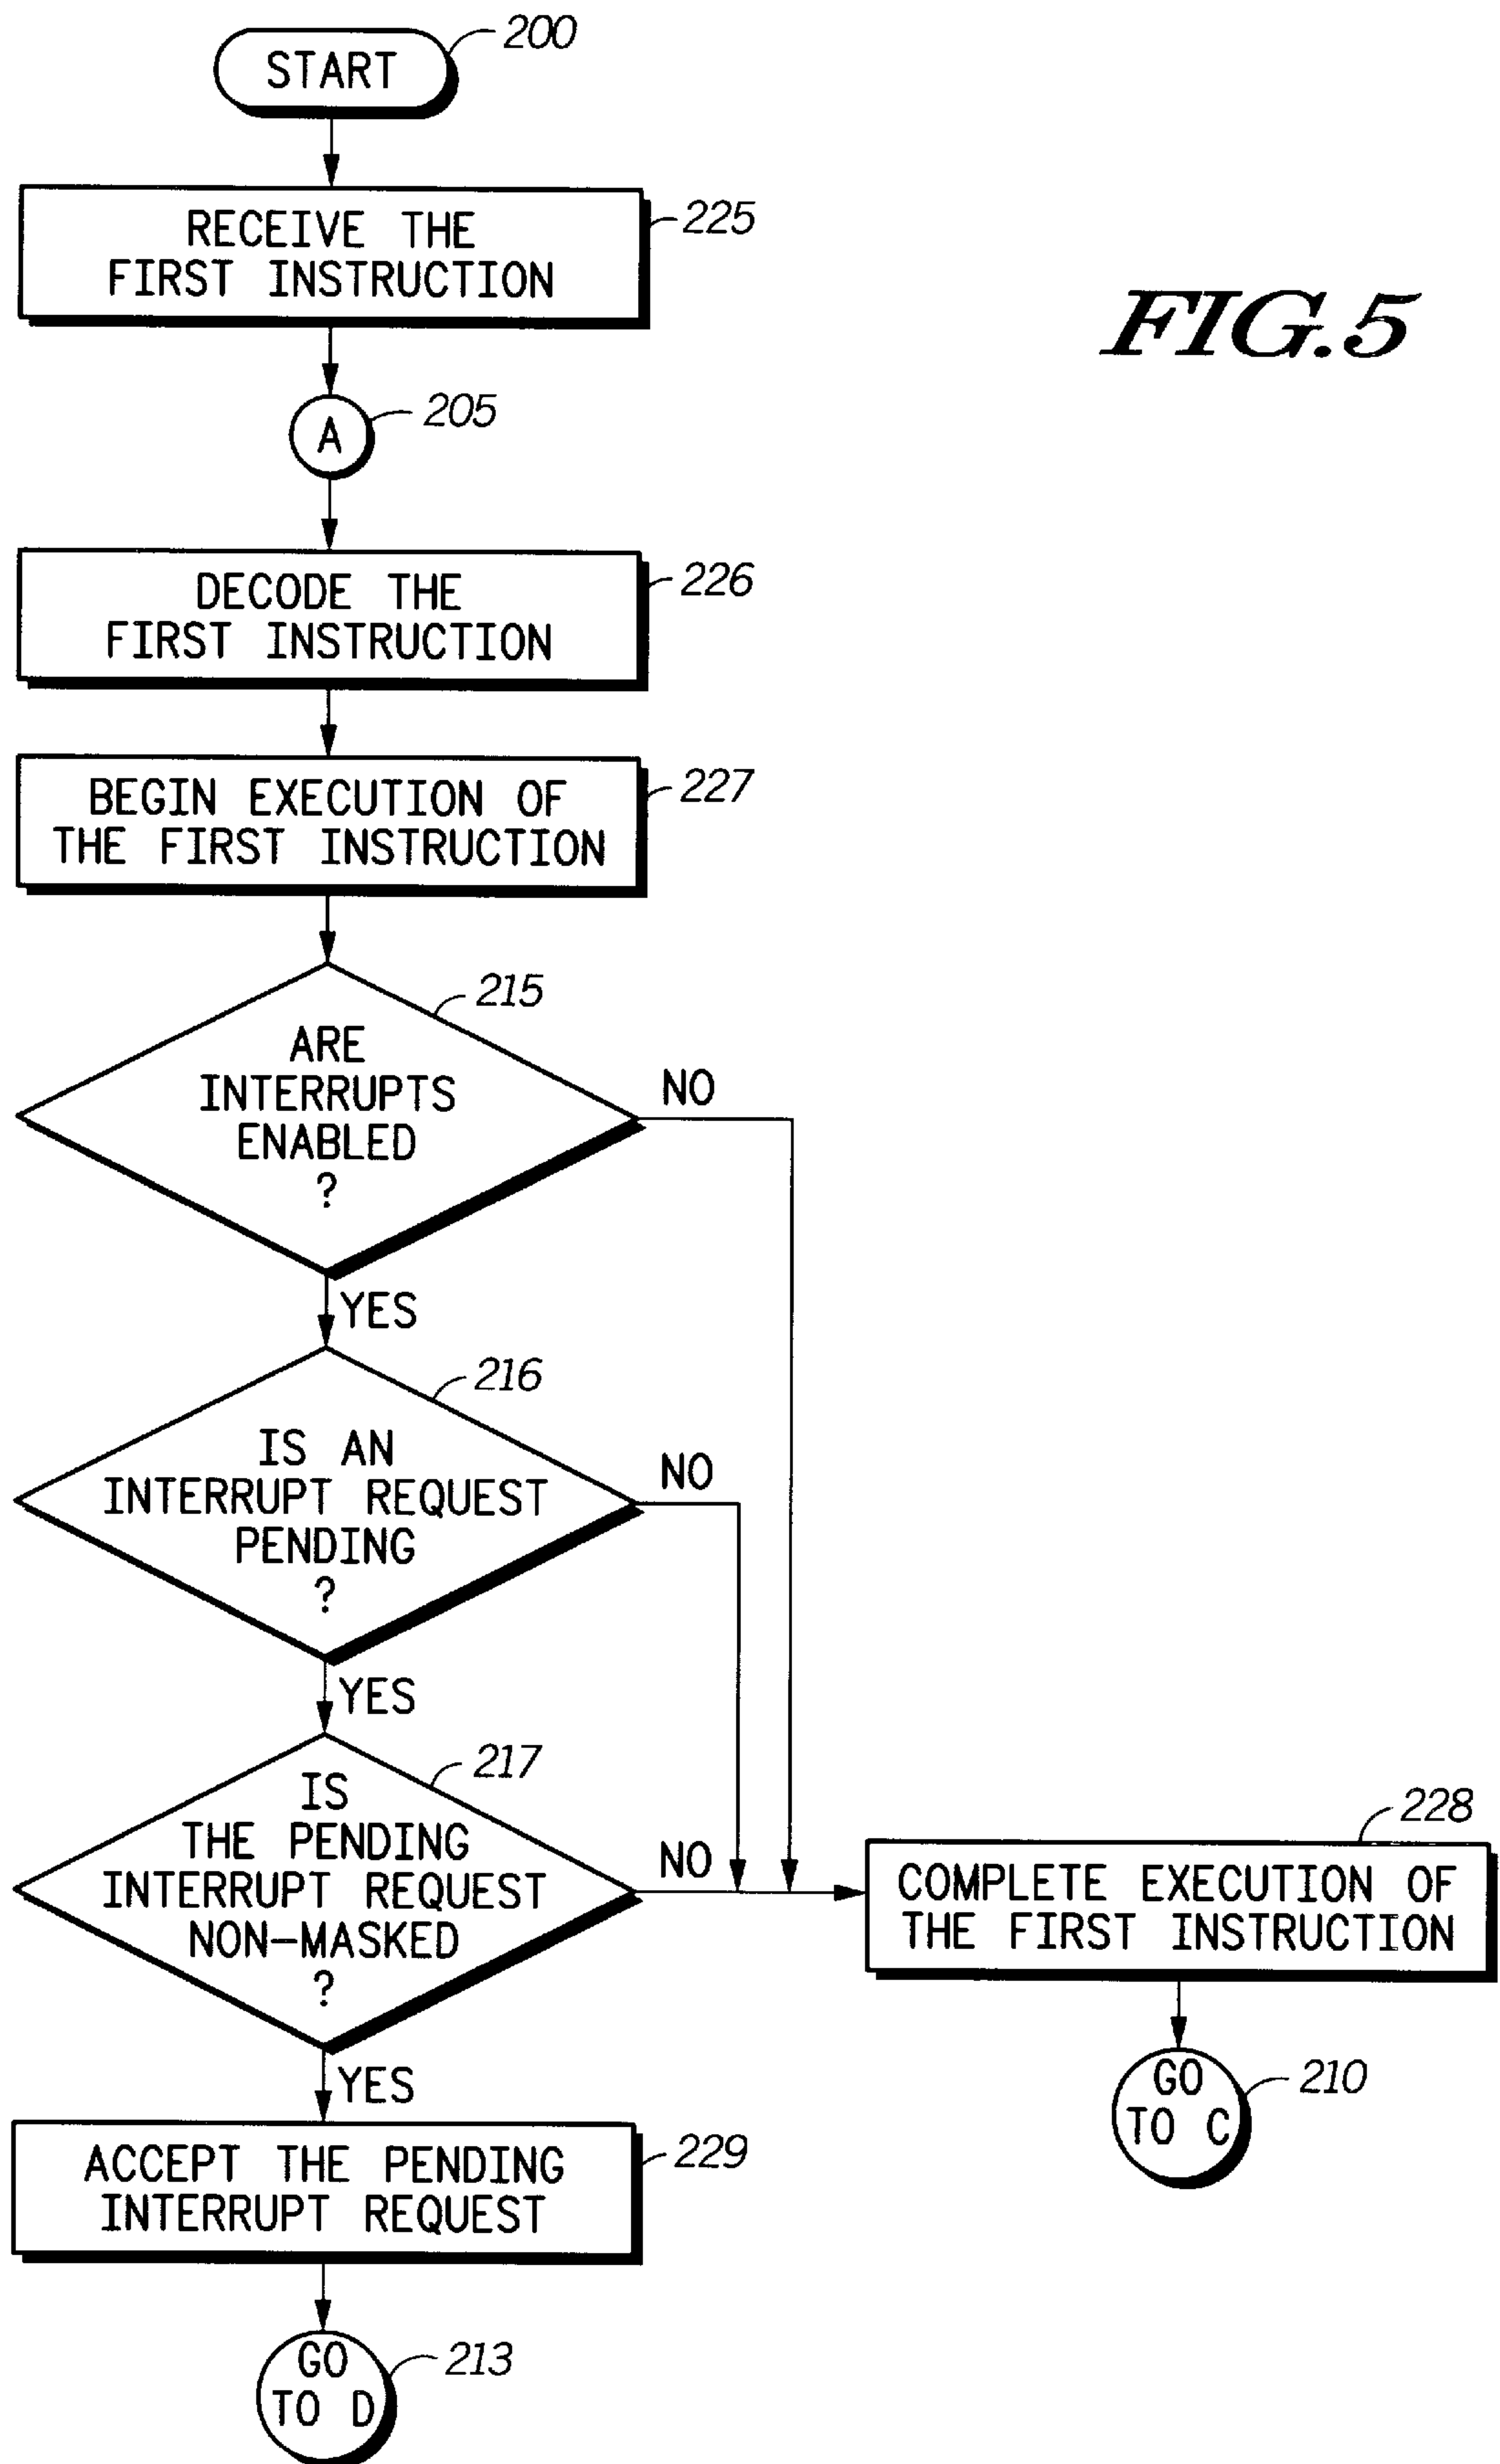 START
200
RECEIVE THE
FIRST INSTRUCTION
225
FIG.5
A
205
DECODE THE
FIRST INSTRUCTION
226
BEGIN EXECUTION OF
THE FIRST INSTRUCTION
227
215
ARE
INTERRUPTS
ENABLED
?
NO
YES
216
IS AN
INTERRUPT REQUEST
PENDING
?
NO
YES
217
IS
THE PENDING
INTERRUPT REQUEST
NON-MASKED
?
NO
228
COMPLETE EXECUTION OF
THE FIRST INSTRUCTION
GO
TO C
210
YES
ACCEPT THE PENDING
INTERRUPT REQUEST
229
GO
TO D
213